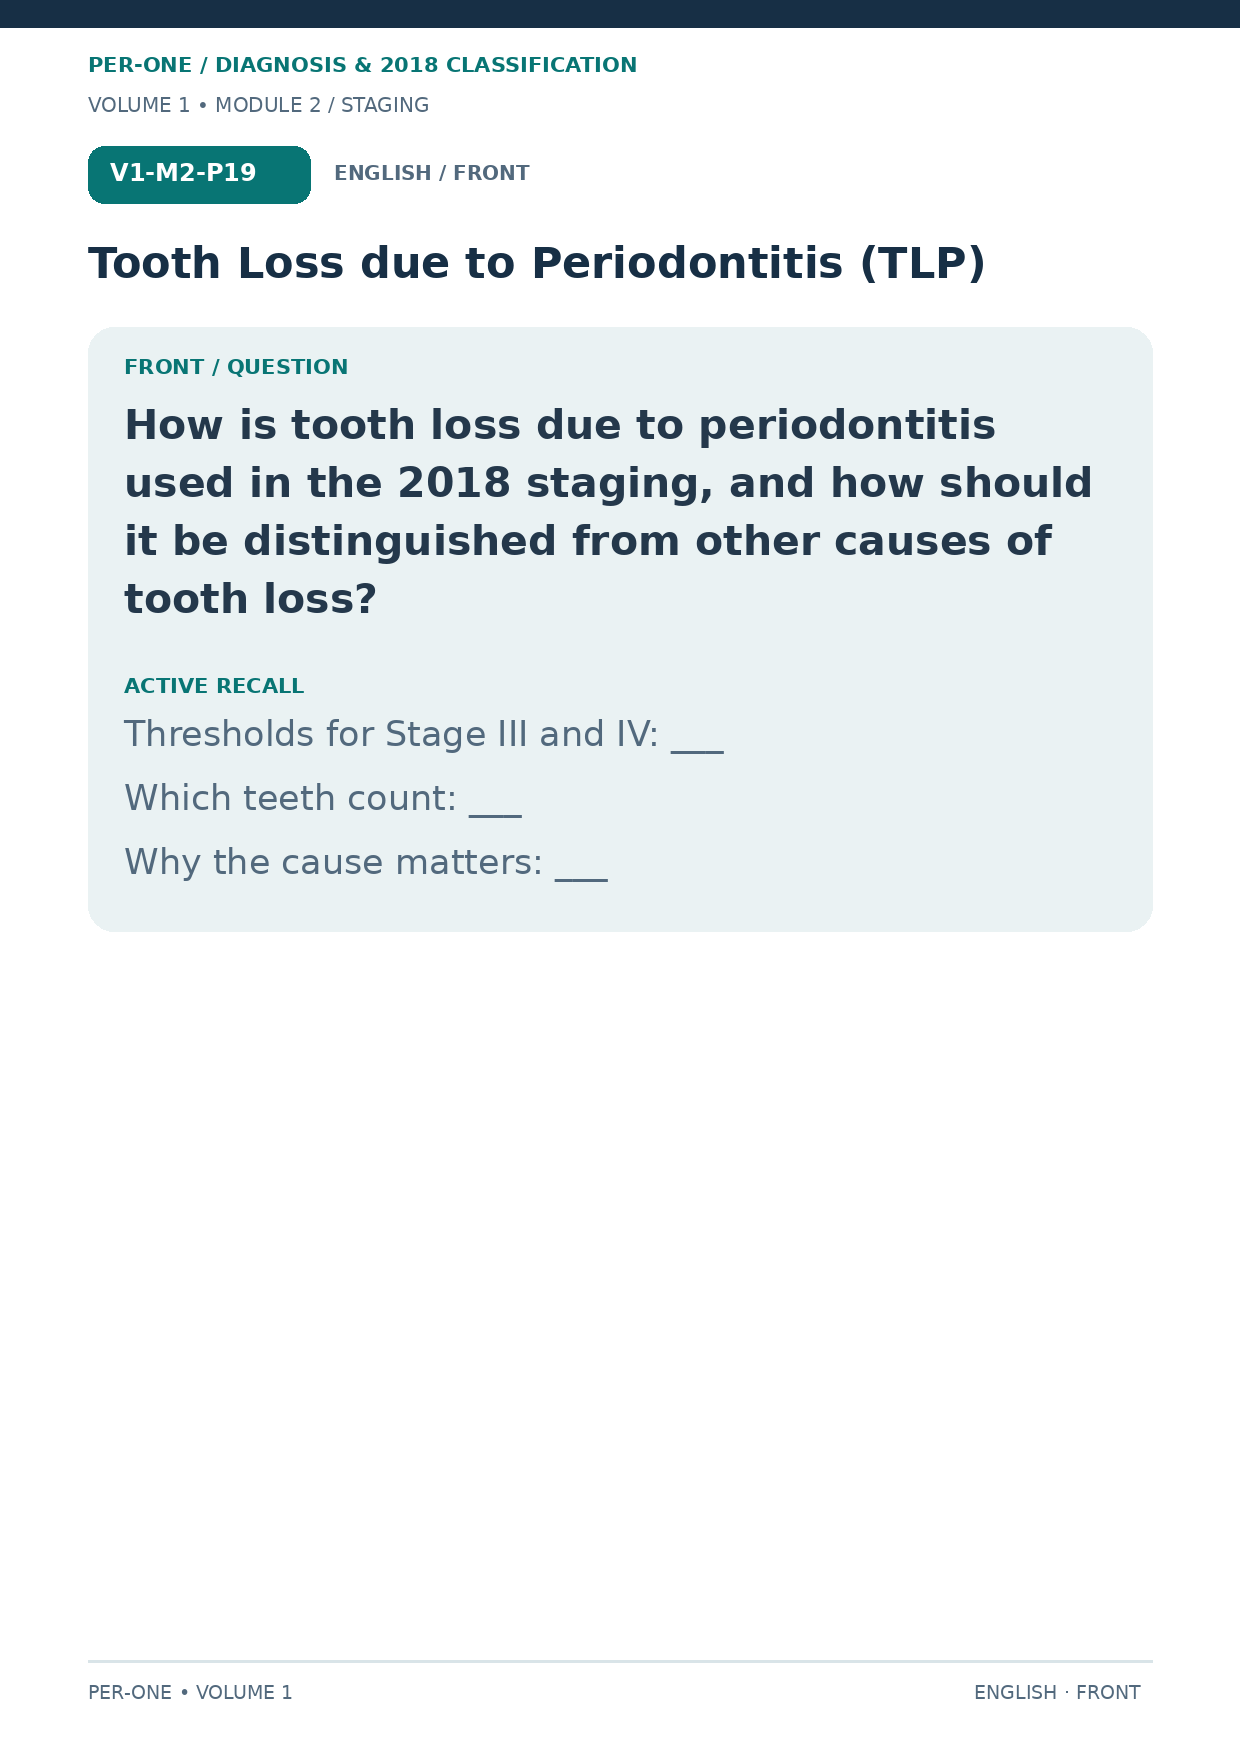 PER-ONE / DIAGNOSIS & 2018 CLASSIFICATION
VOLUME 1 • MODULE 2 / STAGING
V1-M2-P19
ENGLISH / FRONT
Tooth Loss due to Periodontitis (TLP)
FRONT / QUESTION
How is tooth loss due to periodontitis
used in the 2018 staging, and how should
it be distinguished from other causes of
tooth loss?
ACTIVE RECALL
Thresholds for Stage III and IV: ___
Which teeth count: ___
Why the cause matters: ___
PER-ONE • VOLUME 1
ENGLISH · FRONT